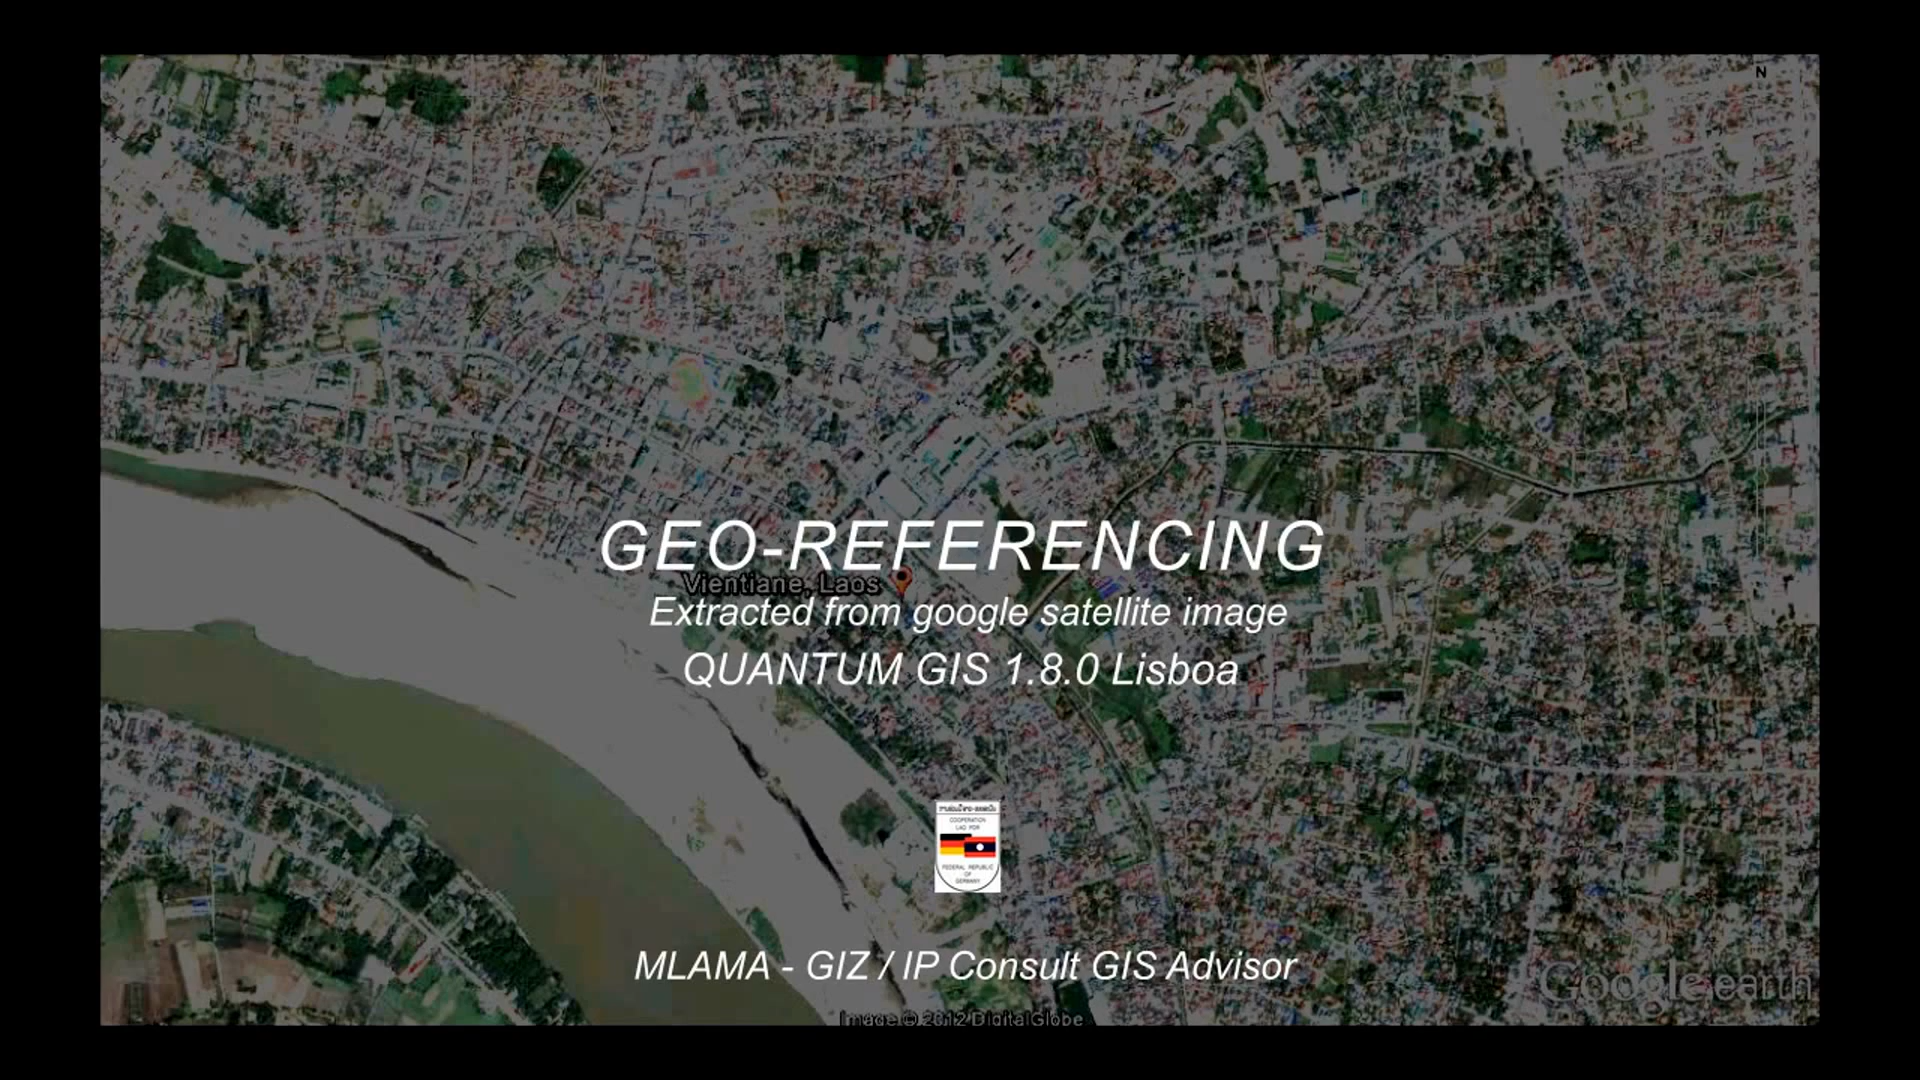 N
GEO-REFERENCING
Vientiane, Laos
Extracted from google satellite image
QUANTUM GIS 1.8.0 Lisboa
COOPERATION
LAO PDR
FEDERAL REPUBLIC
OF
GERMANY
MLAMA - GIZ / IP Consult GIS Advisor
Google earth
Image © 2012 DigitalGlobe